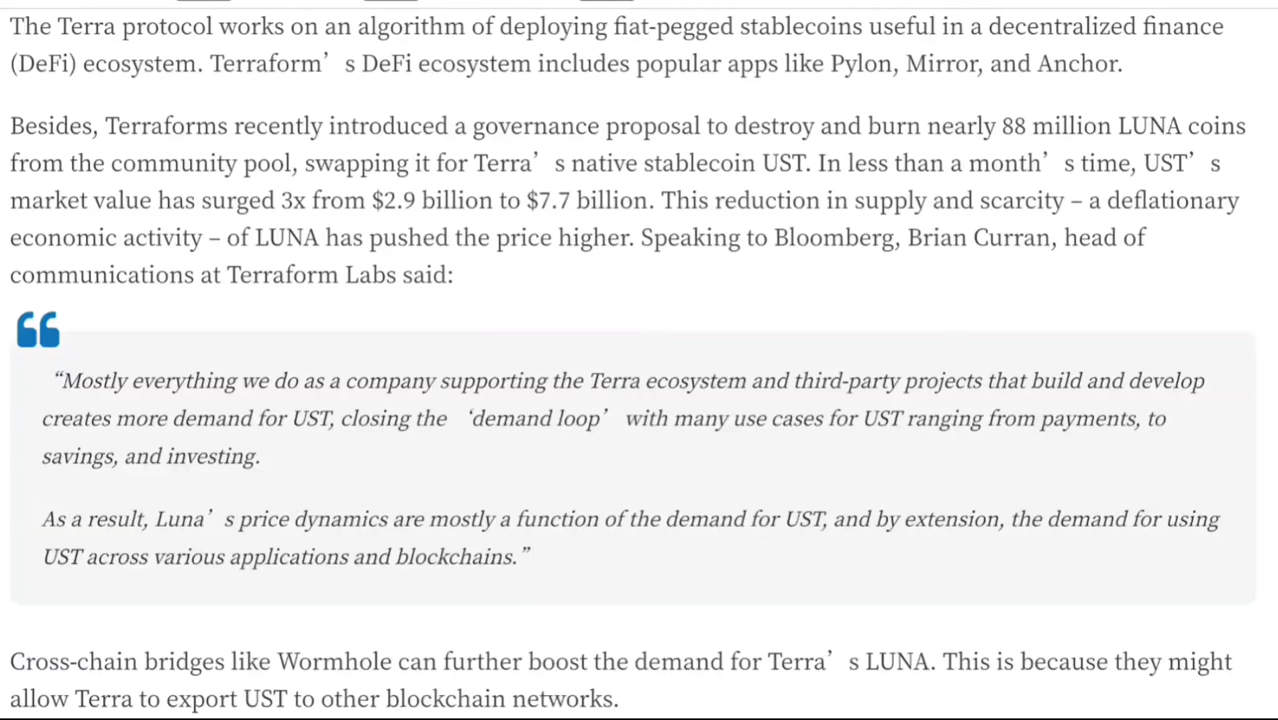 The Terra protocol works on an algorithm of deploying fiat-pegged stablecoins useful in a decentralized finance
(DeFi) ecosystem. Terraform’s DeFi ecosystem includes popular apps like Pylon, Mirror, and Anchor.
Besides, Terraforms recently introduced a governance proposal to destroy and burn nearly 88 million LUNA coins
from the community pool, swapping it for Terra’s native stablecoin UST. In less than a month’s time, UST’s
market value has surged 3x from $2.9 billion to $7.7 billion. This reduction in supply and scarcity – a deflationary
economic activity – of LUNA has pushed the price higher. Speaking to Bloomberg, Brian Curran, head of
communications at Terraform Labs said:
“Mostly everything we do as a company supporting the Terra ecosystem and third-party projects that build and develop
creates more demand for UST, closing the ‘demand loop’ with many use cases for UST ranging from payments, to
savings, and investing.
As a result, Luna’s price dynamics are mostly a function of the demand for UST, and by extension, the demand for using
UST across various applications and blockchains.”
Cross-chain bridges like Wormhole can further boost the demand for Terra’s LUNA. This is because they might
allow Terra to export UST to other blockchain networks.